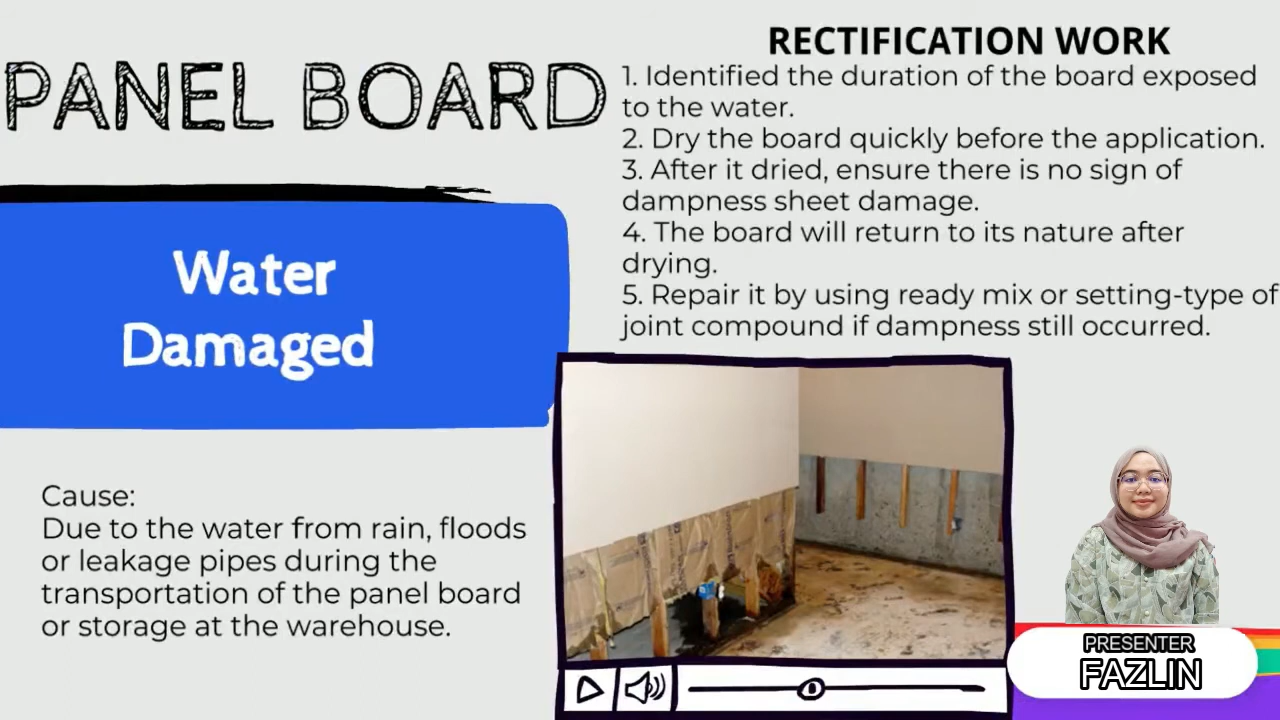 PANEL BOARD
Water
Damaged
Cause:
Due to the water from rain, floods
or leakage pipes during the
transportation of the panel board
or storage at the warehouse.
RECTIFICATION WORK
1. Identified the duration of the board exposed
to the water.
2. Dry the board quickly before the application.
3. After it dried, ensure there is no sign of
dampness sheet damage.
4. The board will return to its nature after
drying.
5. Repair it by using ready mix or setting-type of
joint compound if dampness still occurred.
PRESENTER
FAZLIN